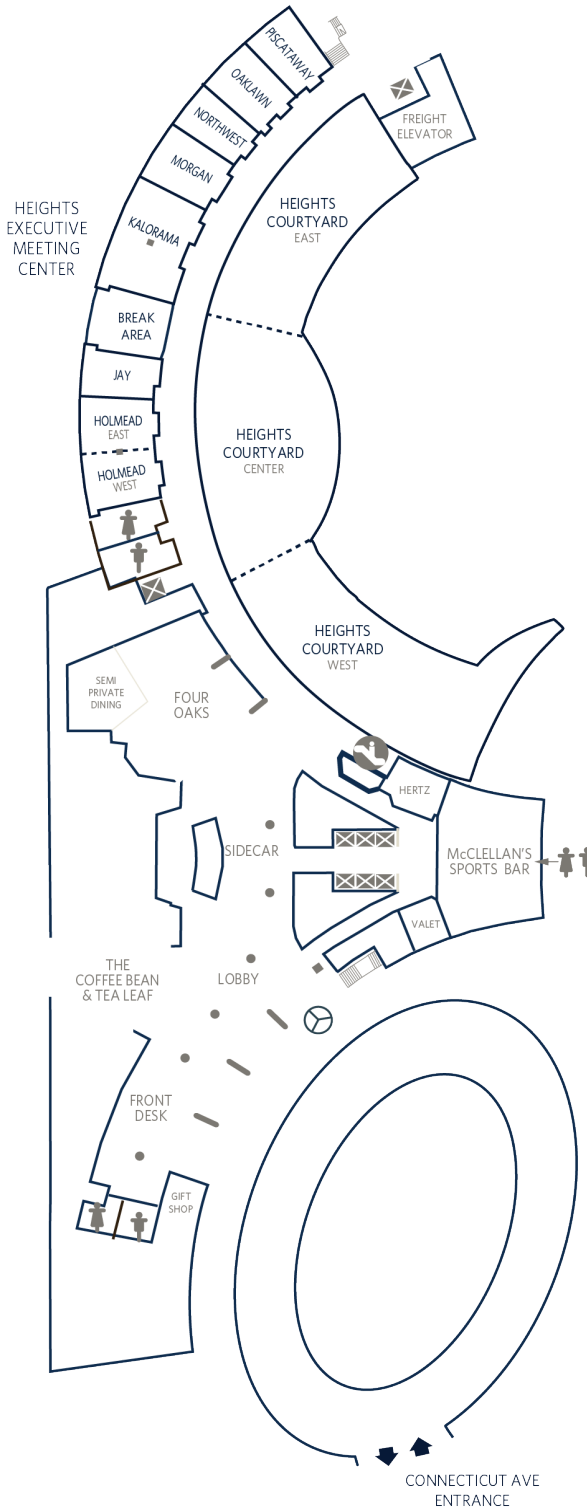 PISCATAWAY
OAKLAWN
NORTHWEST
MORGAN
KALORAMA
HEIGHTS
EXECUTIVE
MEETING
CENTER
FREIGHT
ELEVATOR
HEIGHTS
COURTYARD
EAST
BREAK
AREA
JAY
HOLMEAD
EAST
HOLMEAD
WEST
HEIGHTS
COURTYARD
CENTER
HEIGHTS
COURTYARD
WEST
SEMI
PRIVATE
DINING
FOUR
OAKS
HERTZ
SIDECAR
McCLELLAN'S
SPORTS BAR
VALET
THE
COFFEE BEAN
& TEA LEAF
LOBBY
FRONT
DESK
GIFT
SHOP
CONNECTICUT AVE
ENTRANCE